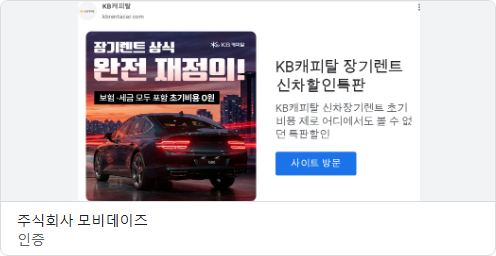 KB캐피탈
kbrentacar.com/
장기렌트 상식
KB 캐피탈
완전 재정의!
보험·세금 모두 포함 초기비용 0원
KB캐피탈 장기렌트
신차할인특판
KB캐피탈 신차장기렌트 초기
비용 제로 어디에서도 볼 수 없
던 특판할인
사이트 방문
주식회사 모비데이즈
인증